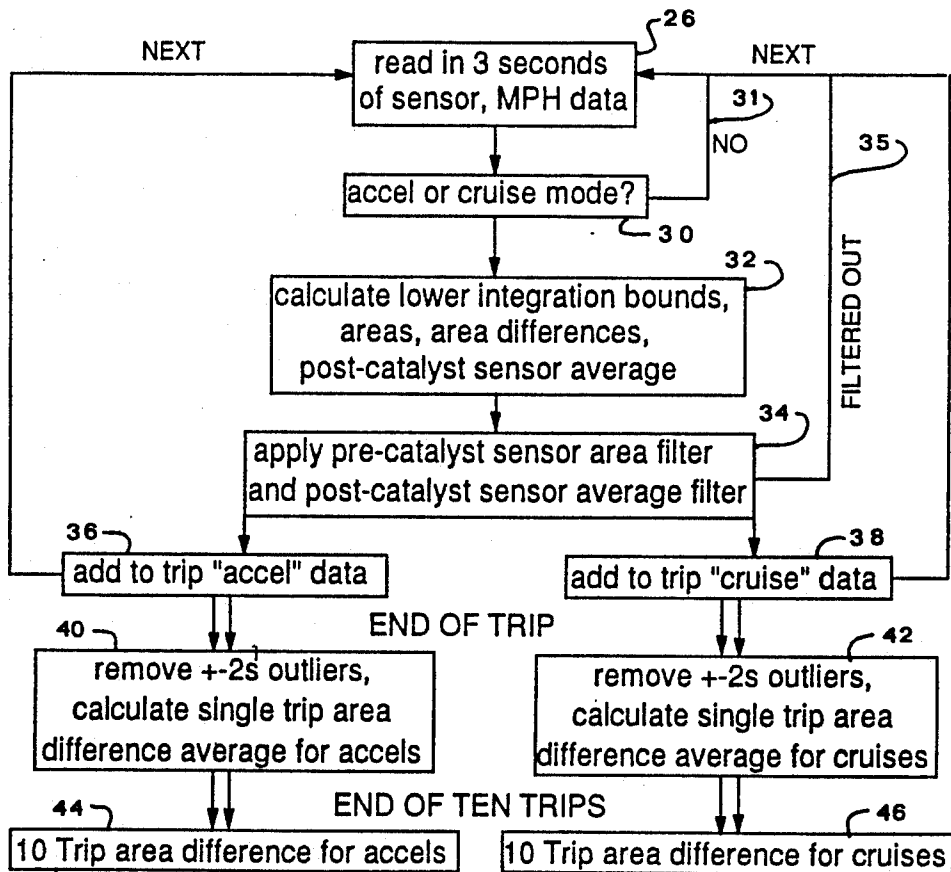 26
NEXT
read in 3 seconds
of sensor, MPH data
NEXT
31
NO
35
accel or cruise mode?
30
32
calculate lower integration bounds,
areas, area differences,
post-catalyst sensor average
FILTERED OUT
34
apply pre-catalyst sensor area filter
and post-catalyst sensor average filter
36
add to trip "accel" data
38
add to trip "cruise" data
END OF TRIP
40
remove +-2s outliers,
calculate single trip area
difference average for accels
42
remove +-2s outliers,
calculate single trip area
difference average for cruises
END OF TEN TRIPS
44
10 Trip area difference for accels
46
10 Trip area difference for cruises